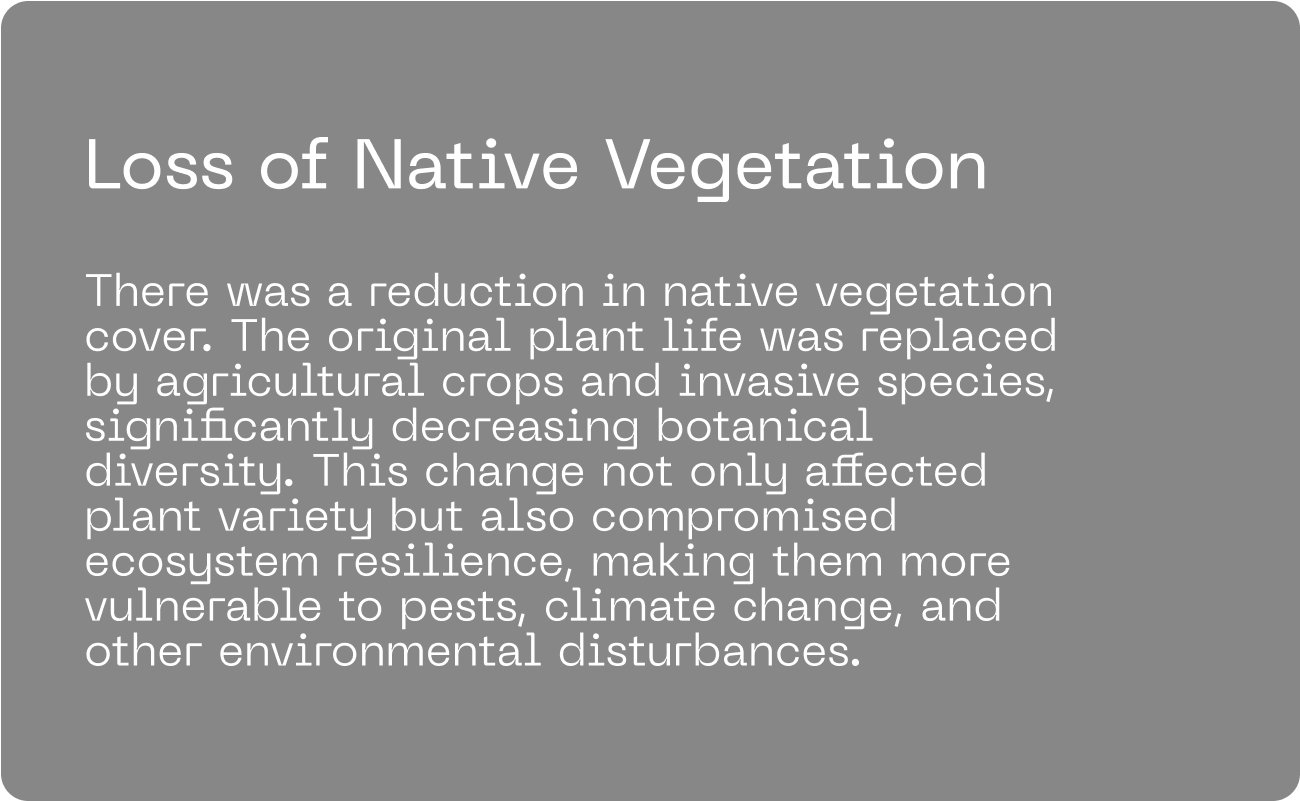 Loss of Native Vegetation
There was a reduction in native vegetation
cover. The original plant life was replaced
by agricultural crops and invasive species,
significantly decreasing botanical
diversity. This change not only affected
plant variety but also compromised
ecosystem resilience, making them more
vulnerable to pests, climate change, and
other environmental disturbances.